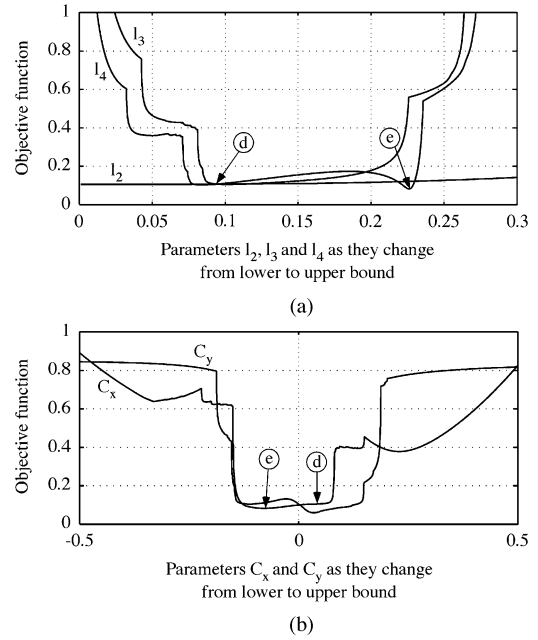 1
l3
0.8
l4
0.6
Objective function
0.4
d
e
0.2
l2
0
0 0.05 0.1 0.15 0.2 0.25 0.3
Parameters l2, l3 and l4 as they change
from lower to upper bound
(a)
1
Cy
0.8
Cx
0.6
Objective function
0.4
e
d
0.2
0
-0.5 0 0.5
Parameters Cx and Cy as they change
from lower to upper bound
(b)